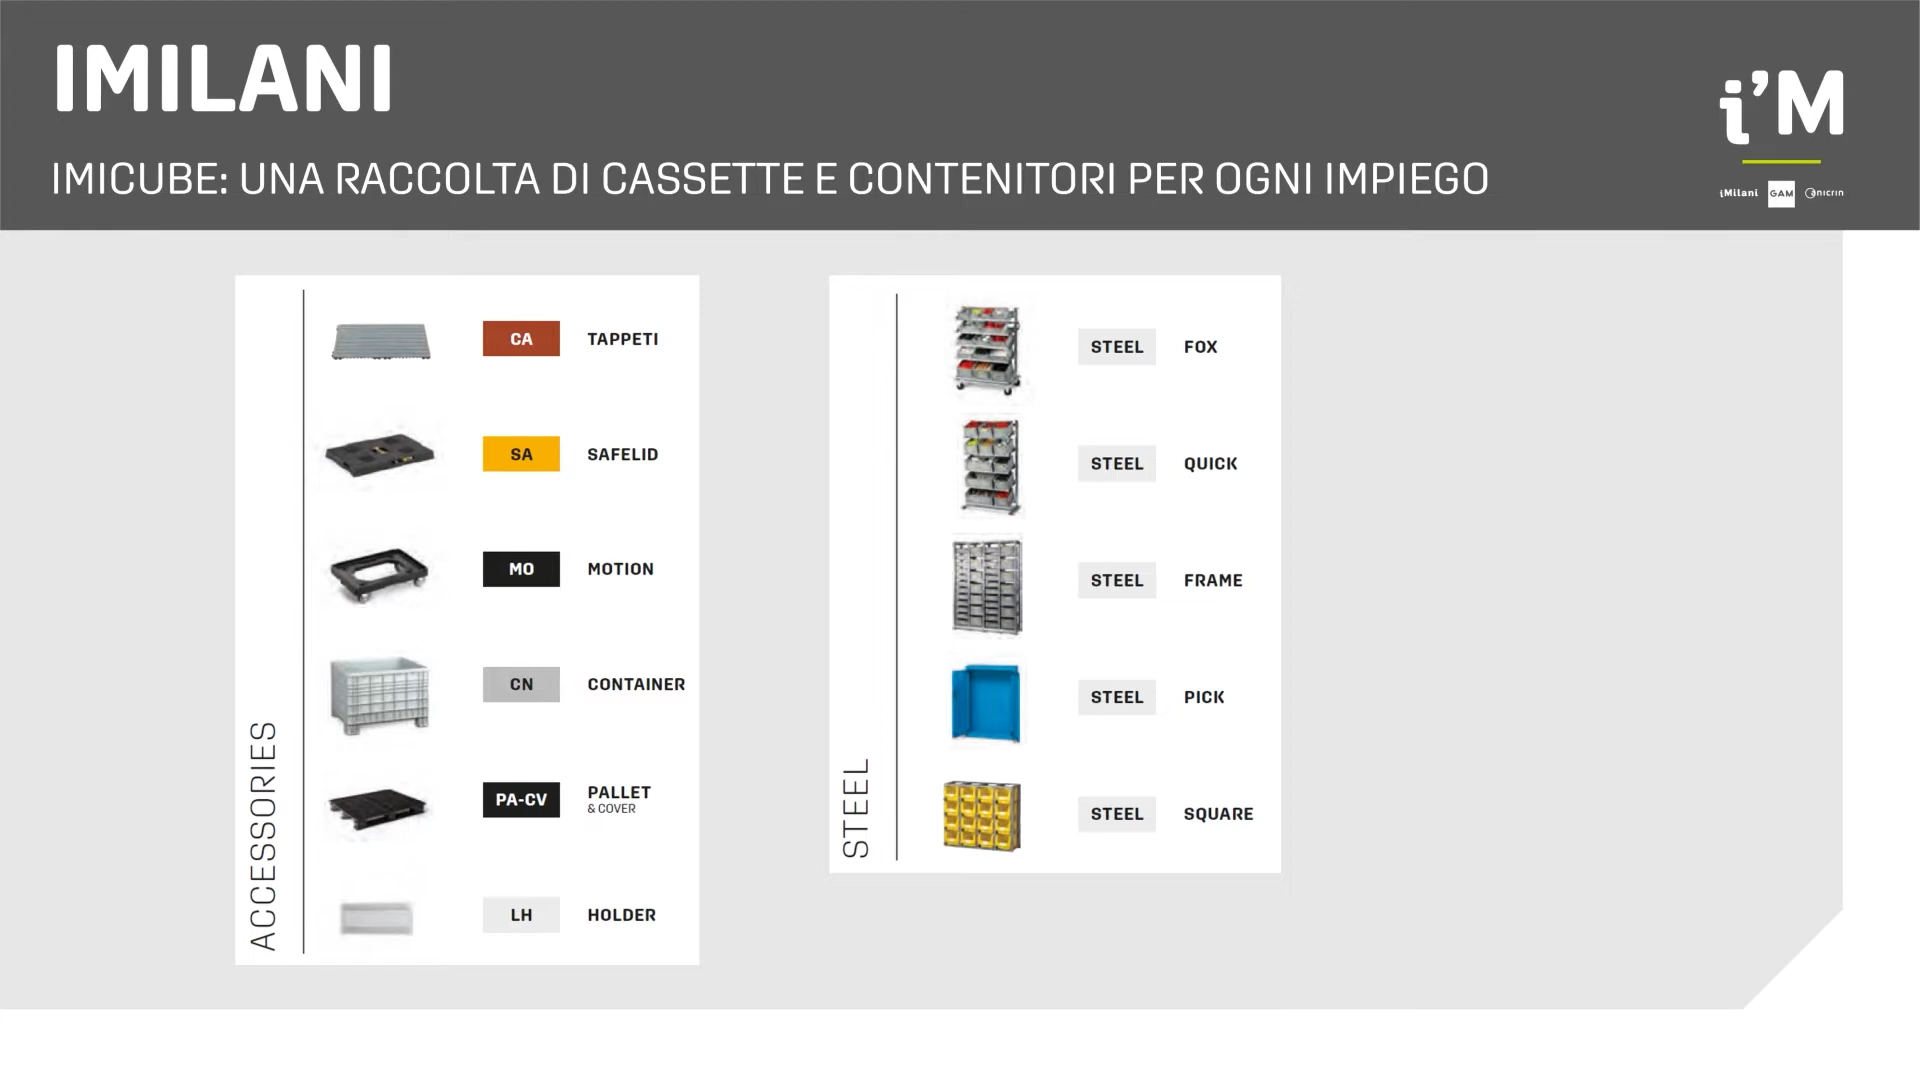 IMILANI
IMICUBE: UNA RACCOLTA DI CASSETTE E CONTENITORI PER OGNI IMPIEGO
i'M
iMilani GAM Onicrin
ACCESSORIES
CA TAPPETI
SA SAFELID
MO MOTION
CN CONTAINER
PA-CV PALLET
& COVER
LH HOLDER
STEEL
STEEL FOX
STEEL QUICK
STEEL FRAME
STEEL PICK
STEEL SQUARE